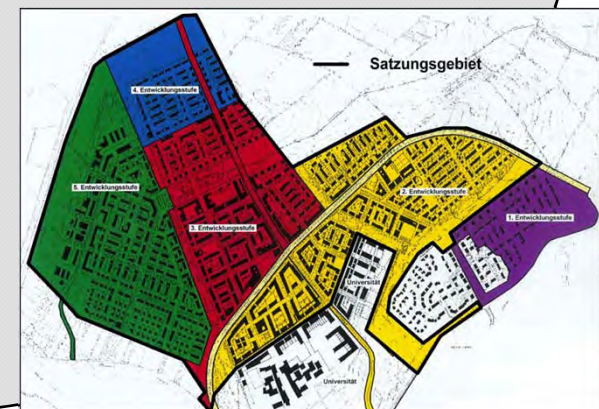 Satzungsgebiet
4. Entwicklungsstufe
5. Entwicklungsstufe
2. Entwicklungsstufe
1. Entwicklungsstufe
3. Entwicklungsstufe
Universität
Universität